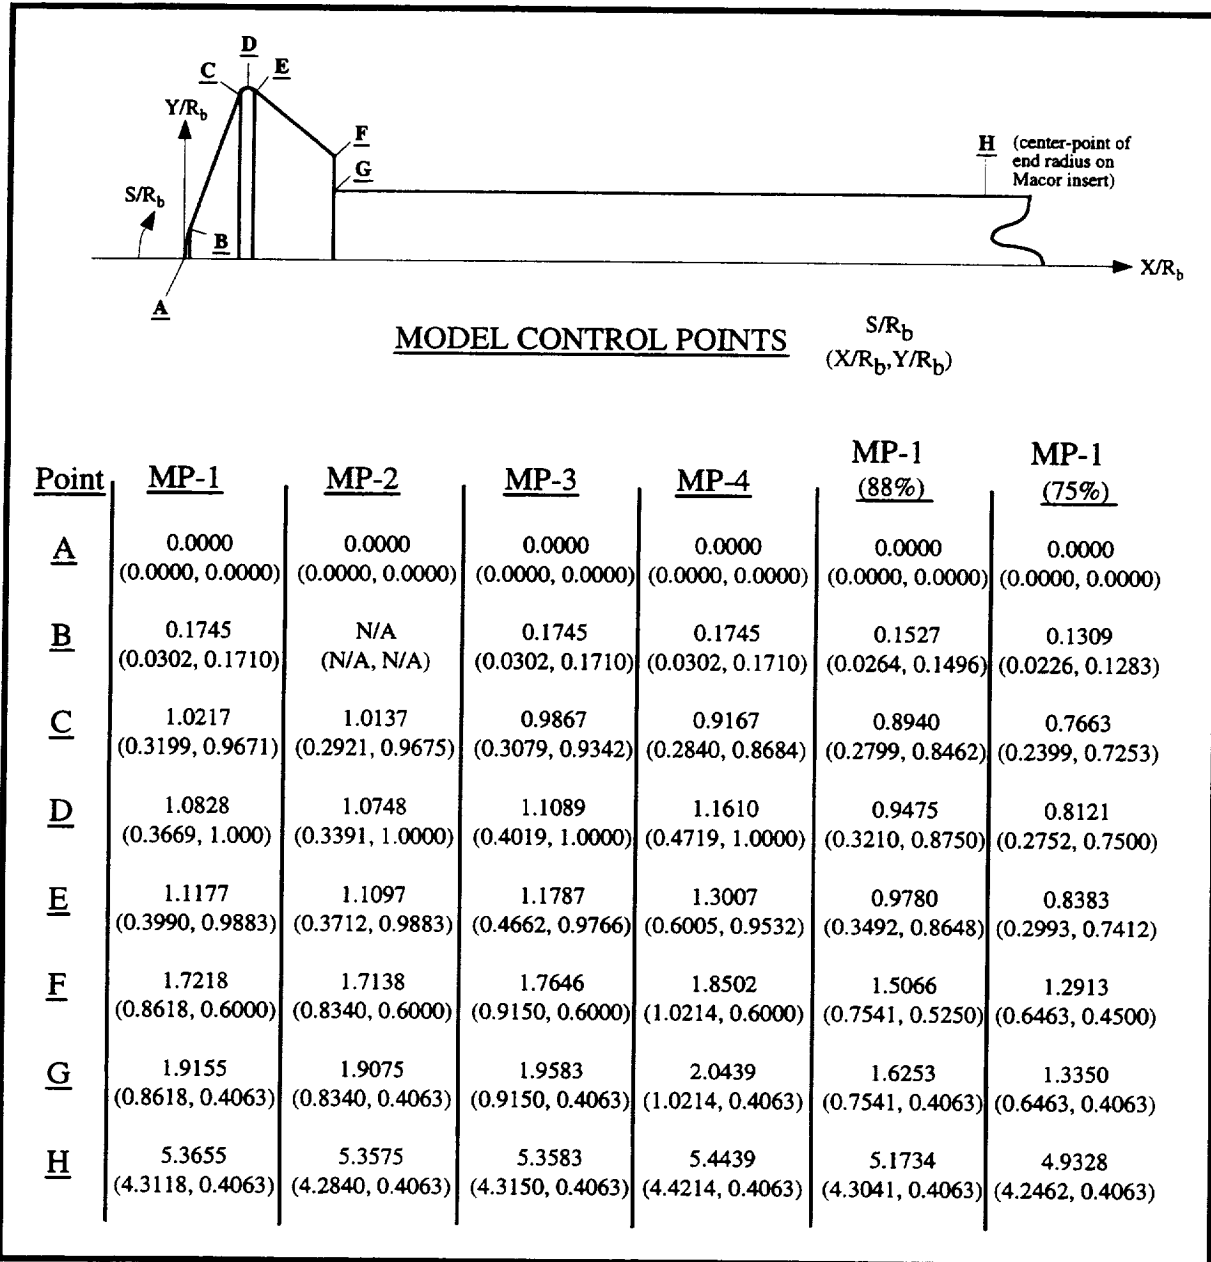 D
C
E
Y/Rb
F
H (center-point of
end radius on
Macor insert)
G
S/Rb
B
X/Rb
A
MODEL CONTROL POINTS
S/Rb
(X/Rb,Y/Rb)
Point MP-1 MP-2 MP-3 MP-4 MP-1 (88%) MP-1 (75%)
A 0.0000 0.0000 0.0000 0.0000 0.0000 0.0000
(0.0000, 0.0000) (0.0000, 0.0000) (0.0000, 0.0000) (0.0000, 0.0000) (0.0000, 0.0000) (0.0000, 0.0000)
B 0.1745 N/A 0.1745 0.1745 0.1527 0.1309
(0.0302, 0.1710) (N/A, N/A) (0.0302, 0.1710) (0.0302, 0.1710) (0.0264, 0.1496) (0.0226, 0.1283)
C 1.0217 1.0137 0.9867 0.9167 0.8940 0.7663
(0.3199, 0.9671) (0.2921, 0.9675) (0.3079, 0.9342) (0.2840, 0.8684) (0.2799, 0.8462) (0.2399, 0.7253)
D 1.0828 1.0748 1.1089 1.1610 0.9475 0.8121
(0.3669, 1.000) (0.3391, 1.0000) (0.4019, 1.0000) (0.4719, 1.0000) (0.3210, 0.8750) (0.2752, 0.7500)
E 1.1177 1.1097 1.1787 1.3007 0.9780 0.8383
(0.3990, 0.9883) (0.3712, 0.9883) (0.4662, 0.9766) (0.6005, 0.9532) (0.3492, 0.8648) (0.2993, 0.7412)
F 1.7218 1.7138 1.7646 1.8502 1.5066 1.2913
(0.8618, 0.6000) (0.8340, 0.6000) (0.9150, 0.6000) (1.0214, 0.6000) (0.7541, 0.5250) (0.6463, 0.4500)
G 1.9155 1.9075 1.9583 2.0439 1.6253 1.3350
(0.8618, 0.4063) (0.8340, 0.4063) (0.9150, 0.4063) (1.0214, 0.4063) (0.7541, 0.4063) (0.6463, 0.4063)
H 5.3655 5.3575 5.3583 5.4439 5.1734 4.9328
(4.3118, 0.4063) (4.2840, 0.4063) (4.3150, 0.4063) (4.4214, 0.4063) (4.3041, 0.4063) (4.2462, 0.4063)